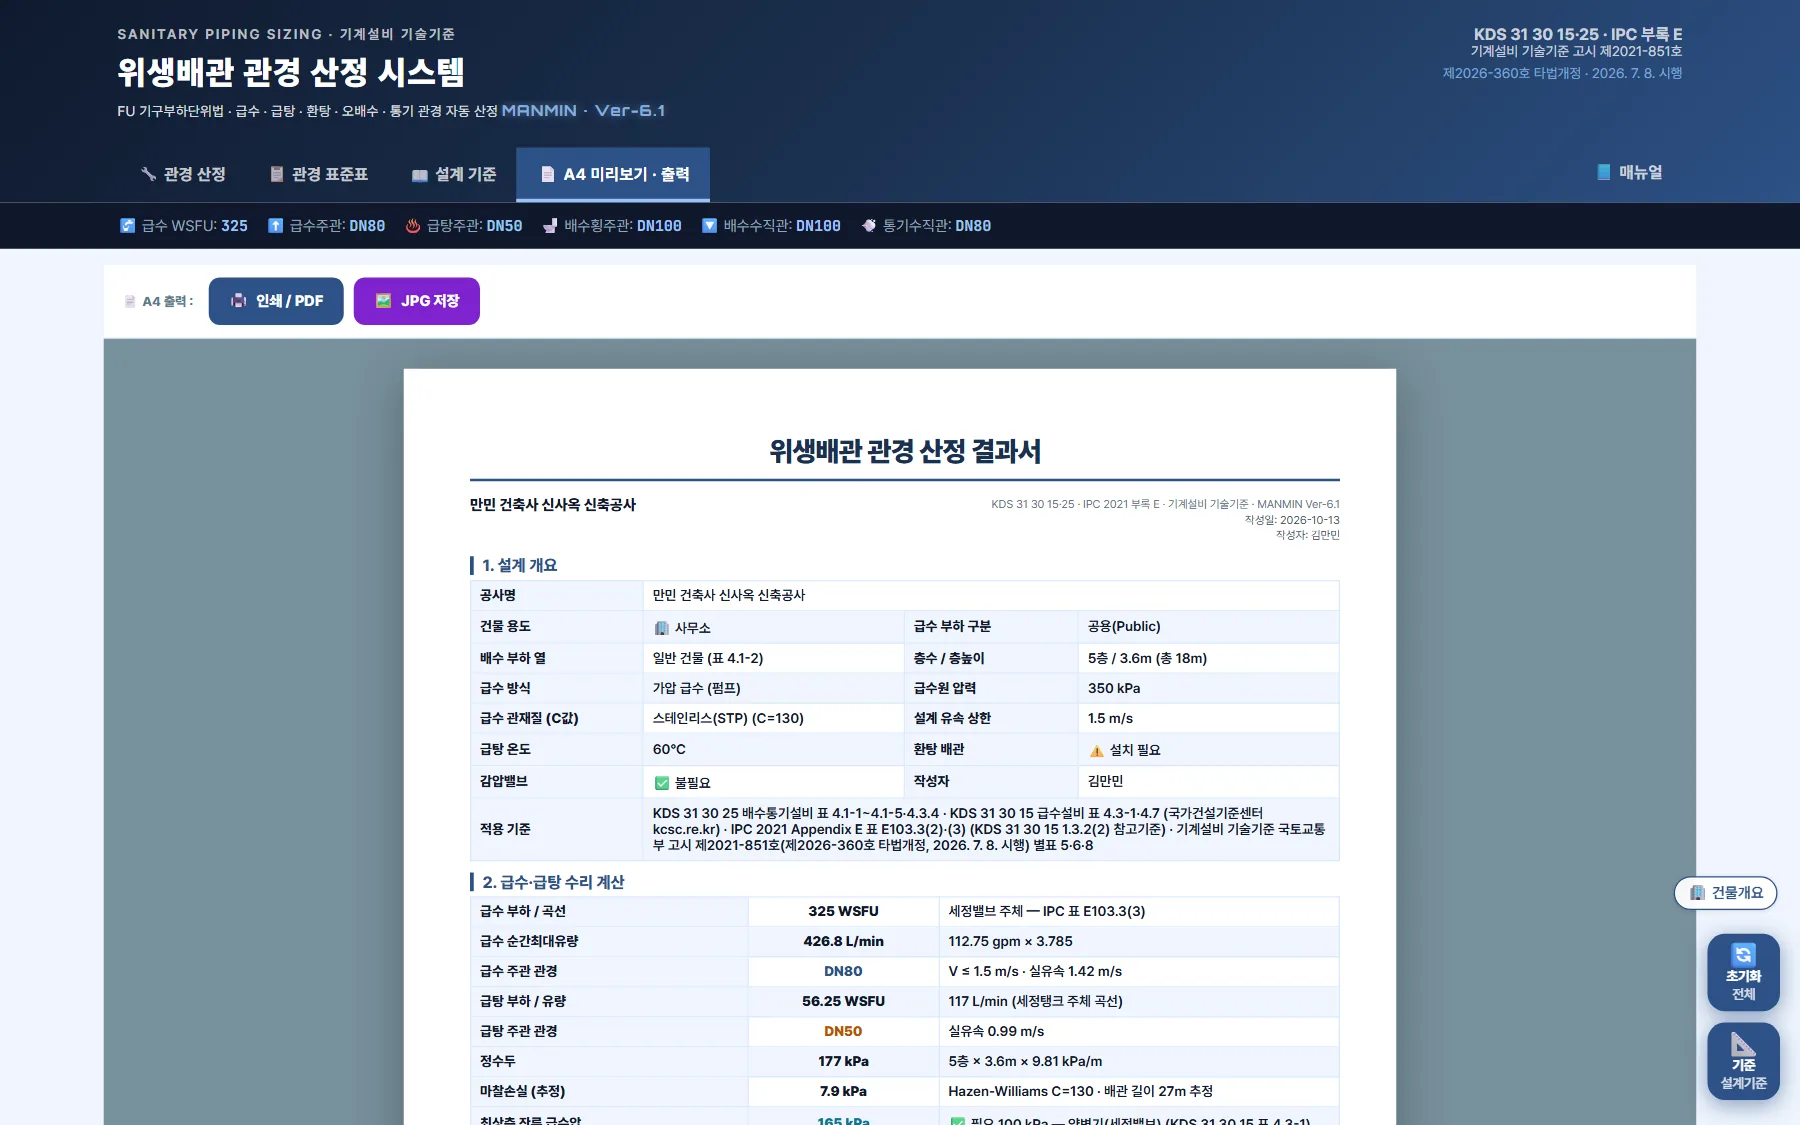 SANITARY PIPING SIZING · 기계설비 기술기준
위생배관 관경 산정 시스템
FU 기구부하단위법 · 급수 · 급탕 · 환탕 · 오배수 · 통기 관경 자동 산정 MANMIN · Ver-6.1
KDS 31 30 15·25 · IPC 부록 E
기계설비 기술기준 고시 제2021-851호
제2026-360호 타법개정 · 2026. 7. 8. 시행
관경 산정
관경 표준표
설계 기준
A4 미리보기 · 출력
매뉴얼
급수 WSFU: 325
급수주관: DN80
급탕주관: DN50
배수횡주관: DN100
배수수직관: DN100
통기수직관: DN80
A4 출력 :
인쇄 / PDF
JPG 저장
위생배관 관경 산정 결과서
만민 건축사 신사옥 신축공사
KDS 31 30 15·25 · IPC 2021 부록 E · 기계설비 기술기준 · MANMIN Ver-6.1
작성일: 2026-10-13
작성자: 김만민
1. 설계 개요
공사명 만민 건축사 신사옥 신축공사
건물 용도 사무소 급수 부하 구분 공용(Public)
배수 부하 열 일반 건물 (표 4.1-2) 층수 / 층높이 5층 / 3.6m (총 18m)
급수 방식 가압 급수 (펌프) 급수원 압력 350 kPa
급수 관재질 (C값) 스테인리스(STP) (C=130) 설계 유속 상한 1.5 m/s
급탕 온도 60°C 환탕 배관 설치 필요
감압밸브 불필요 작성자 김만민
적용 기준 KDS 31 30 25 배수통기설비 표 4.1-1~4.1-5·4.3.4 · KDS 31 30 15 급수설비 표 4.3-1·4.7 (국가건설기준센터
kcsc.re.kr) · IPC 2021 Appendix E 표 E103.3(2)·(3) (KDS 31 30 15 1.3.2(2) 참고기준) · 기계설비 기술기준 국토교통
부 고시 제2021-851호(제2026-360호 타법개정, 2026. 7. 8. 시행) 별표 5·6·8
2. 급수·급탕 수리 계산
급수 부하 / 곡선 325 WSFU 세정밸브 주체 — IPC 표 E103.3(3)
급수 순간최대유량 426.8 L/min 112.75 gpm × 3.785
급수 주관 관경 DN80 V ≤ 1.5 m/s · 실유속 1.42 m/s
급탕 부하 / 유량 56.25 WSFU 117 L/min (세정탱크 주체 곡선)
급탕 주관 관경 DN50 실유속 0.99 m/s
정수두 177 kPa 5층 × 3.6m × 9.81 kPa/m
마찰손실 (추정) 7.9 kPa Hazen-Williams C=130 · 배관 길이 27m 추정
최상층 잔류 급수압 165 kPa 필요 100 kPa — 양변기(세정밸브) (KDS 31 30 15 표 4.3-1)
건물개요
초기화
전체
기준
설계기준